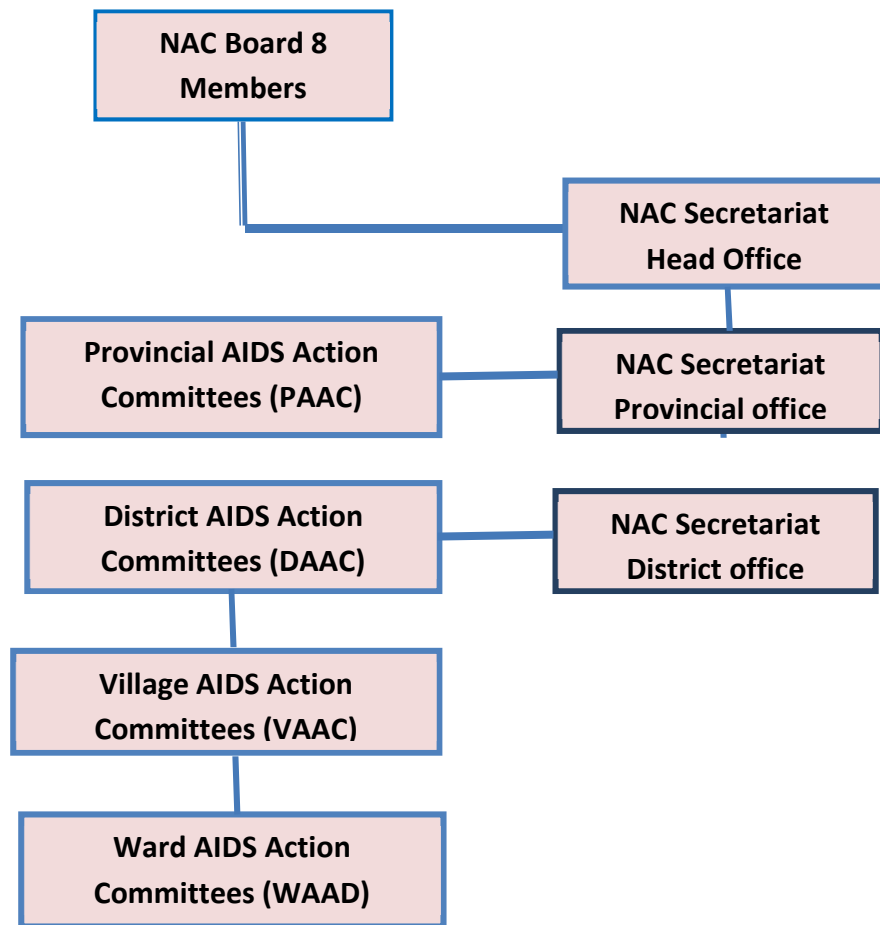 NAC Board 8
Members
NAC Secretariat
Head Office
Provincial AIDS Action
Committees (PAAC)
NAC Secretariat
Provincial office
District AIDS Action
Committees (DAAC)
NAC Secretariat
District office
Village AIDS Action
Committees (VAAC)
Ward AIDS Action
Committees (WAAD)